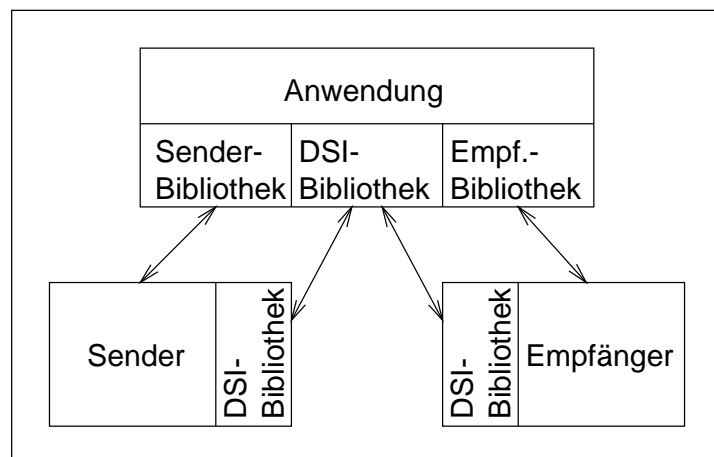 Anwendung
Sender-
Bibliothek
DSI-
Bibliothek
Empf.-
Bibliothek
Sender
DSI-
Bibliothek
DSI-
Bibliothek
Empfänger